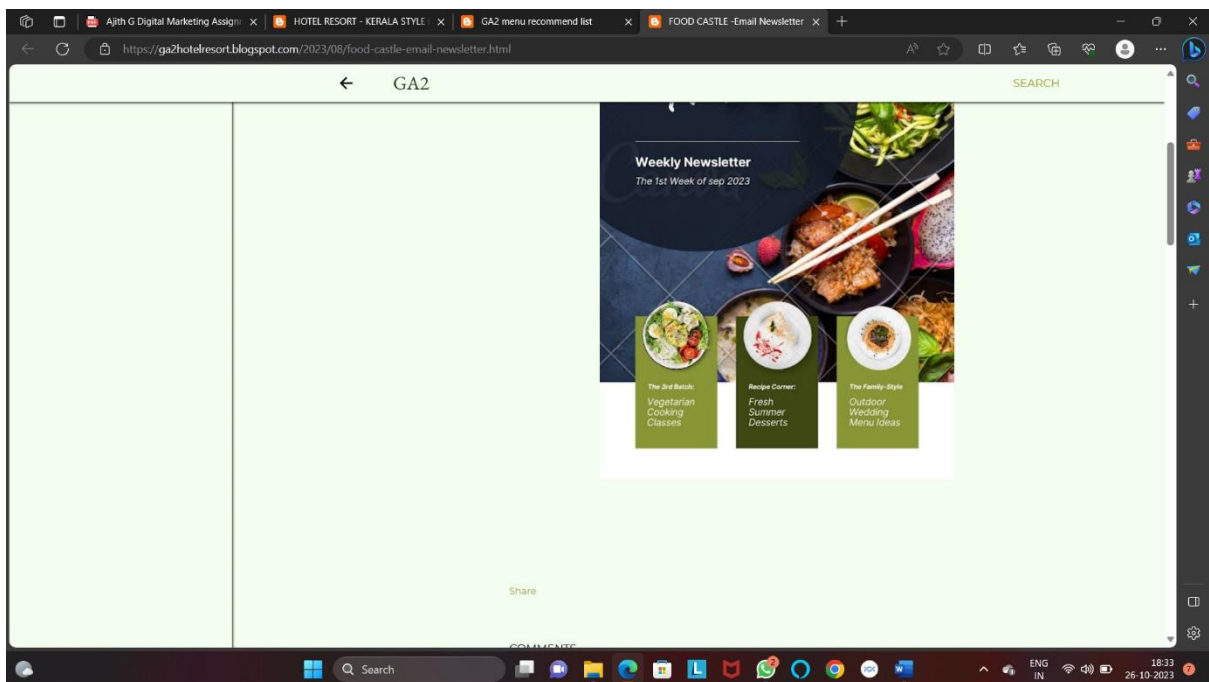 Ajith G Digital Marketing Assign
HOTEL RESORT - KERALA STYLE
GA2 menu recommend list
FOOD CASTLE -Email Newsletter
https://ga2hotelresort.blogspot.com/2023/08/food-castle-email-newsletter.html
GA2
SEARCH
Weekly Newsletter
The 1st Week of sep 2023
Canva
The 3rd Batch:
Vegetarian
Cooking
Classes
Recipe Corner:
Fresh
Summer
Desserts
The Family-Style
Outdoor
Wedding
Menu Ideas
Share
COMMENTS
Search
ENG
IN
18:33
26-10-2023